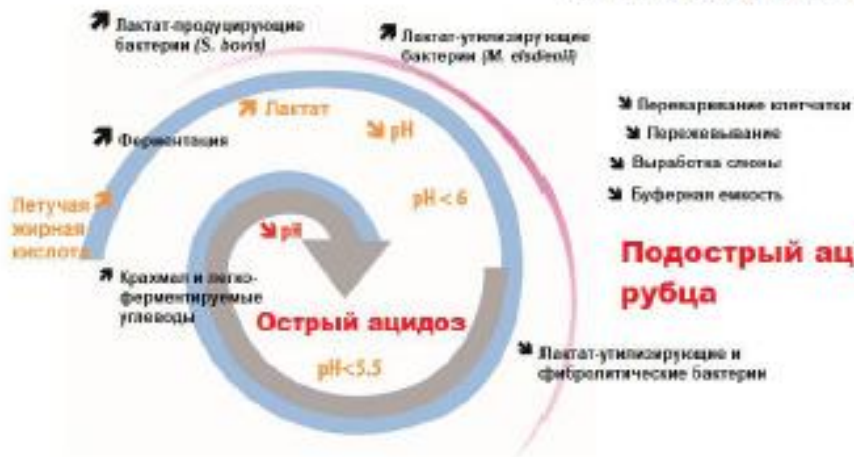 ↗ Лактат-продуцирующие
бактерии (S. bovis)
↗ Лактат-утилизирующие
бактерии (M. elsdenii)
↗ Лактат
↘ pH
↗ Ферментация
pH < 6
↘ Переваривание клетчатки
↘ Пережевывание
↘ Выработка слюны
↘ Буферная емкость
Летучая ↗
жирная
кислота
↘ pH
↗ Крахмал и легко-
ферментируемые
углеводы
Острый ацидоз
pH<5.5
Подострый ац
рубца
↘ Лактат-утилизирующие и
фибролитические бактерии